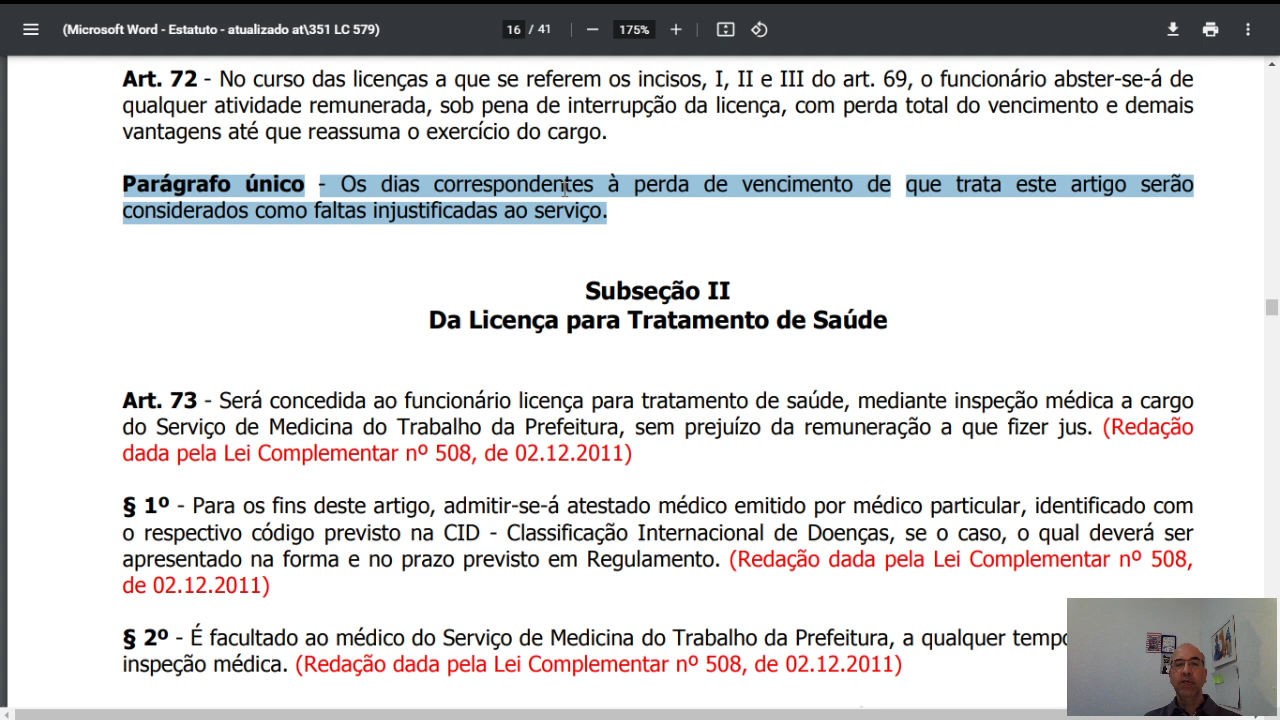 (Microsoft Word - Estatuto - atualizado at\351 LC 579)
16 / 41
175%
Art. 72 - No curso das licenças a que se referem os incisos, I, II e III do art. 69, o funcionário abster-se-á de
qualquer atividade remunerada, sob pena de interrupção da licença, com perda total do vencimento e demais
vantagens até que reassuma o exercício do cargo.
Parágrafo único - Os dias correspondentes à perda de vencimento de que trata este artigo serão
considerados como faltas injustificadas ao serviço.
Subseção II
Da Licença para Tratamento de Saúde
Art. 73 - Será concedida ao funcionário licença para tratamento de saúde, mediante inspeção médica a cargo
do Serviço de Medicina do Trabalho da Prefeitura, sem prejuízo da remuneração a que fizer jus. (Redação
dada pela Lei Complementar nº 508, de 02.12.2011)
§ 1º - Para os fins deste artigo, admitir-se-á atestado médico emitido por médico particular, identificado com
o respectivo código previsto na CID - Classificação Internacional de Doenças, se o caso, o qual deverá ser
apresentado na forma e no prazo previsto em Regulamento. (Redação dada pela Lei Complementar nº 508,
de 02.12.2011)
§ 2º - É facultado ao médico do Serviço de Medicina do Trabalho da Prefeitura, a qualquer
inspeção médica. (Redação dada pela Lei Complementar nº 508, de 02.12.2011)